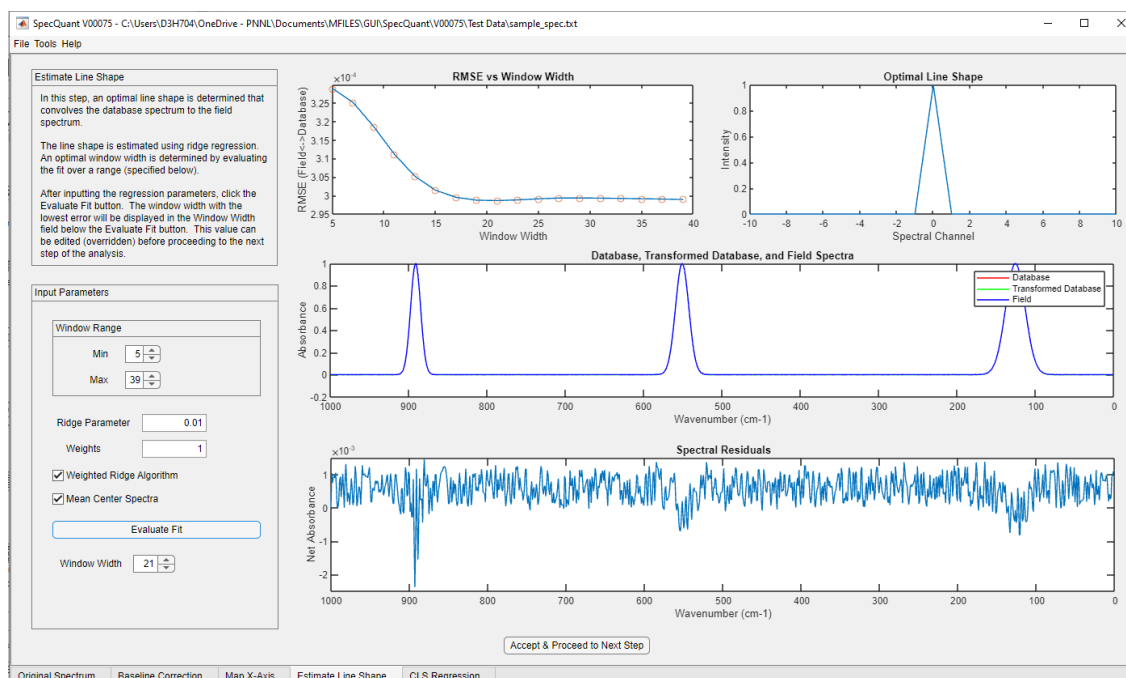 SpecQuant V00075 - C:\Users\D3H704\OneDrive - PNNL\Documents\MFILES\GUI\SpecQuant\V00075\Test Data\sample_spec.txt
File Tools Help
Estimate Line Shape
In this step, an optimal line shape is determined that
convolves the database spectrum to the field
spectrum.
The line shape is estimated using ridge regression.
An optimal window width is determined by evaluating
the fit over a range (specified below).
After inputting the regression parameters, click the
Evaluate Fit button. The window width with the
lowest error will be displayed in the Window Width
field below the Evaluate Fit button. This value can
be edited (overridden) before proceeding to the next
step of the analysis.
Input Parameters
Window Range
Min 5
Max 39
Ridge Parameter 0.01
Weights 1
Weighted Ridge Algorithm
Mean Center Spectra
Evaluate Fit
Window Width 21
RMSE vs Window Width
×10-4
RMSE (Field<->Database)
3.25
3.2
3.15
3.1
3.05
3
2.95
5 10 15 20 25 30 35 40
Window Width
Optimal Line Shape
Intensity
1
0.8
0.6
0.4
0.2
0
-10 -8 -6 -4 -2 0 2 4 6 8 10
Spectral Channel
Database, Transformed Database, and Field Spectra
Absorbance
1
0.8
0.6
0.4
0.2
0
-0.2
Database
Transformed Database
Field
1000 900 800 700 600 500 400 300 200 100 0
Wavenumber (cm-1)
Spectral Residuals
×10-3
Net Absorbance
1
0
-1
-2
1000 900 800 700 600 500 400 300 200 100 0
Wavenumber (cm-1)
Accept & Proceed to Next Step
Original Spectrum Baseline Correction Map X-Axis Estimate Line Shape CLS Regression